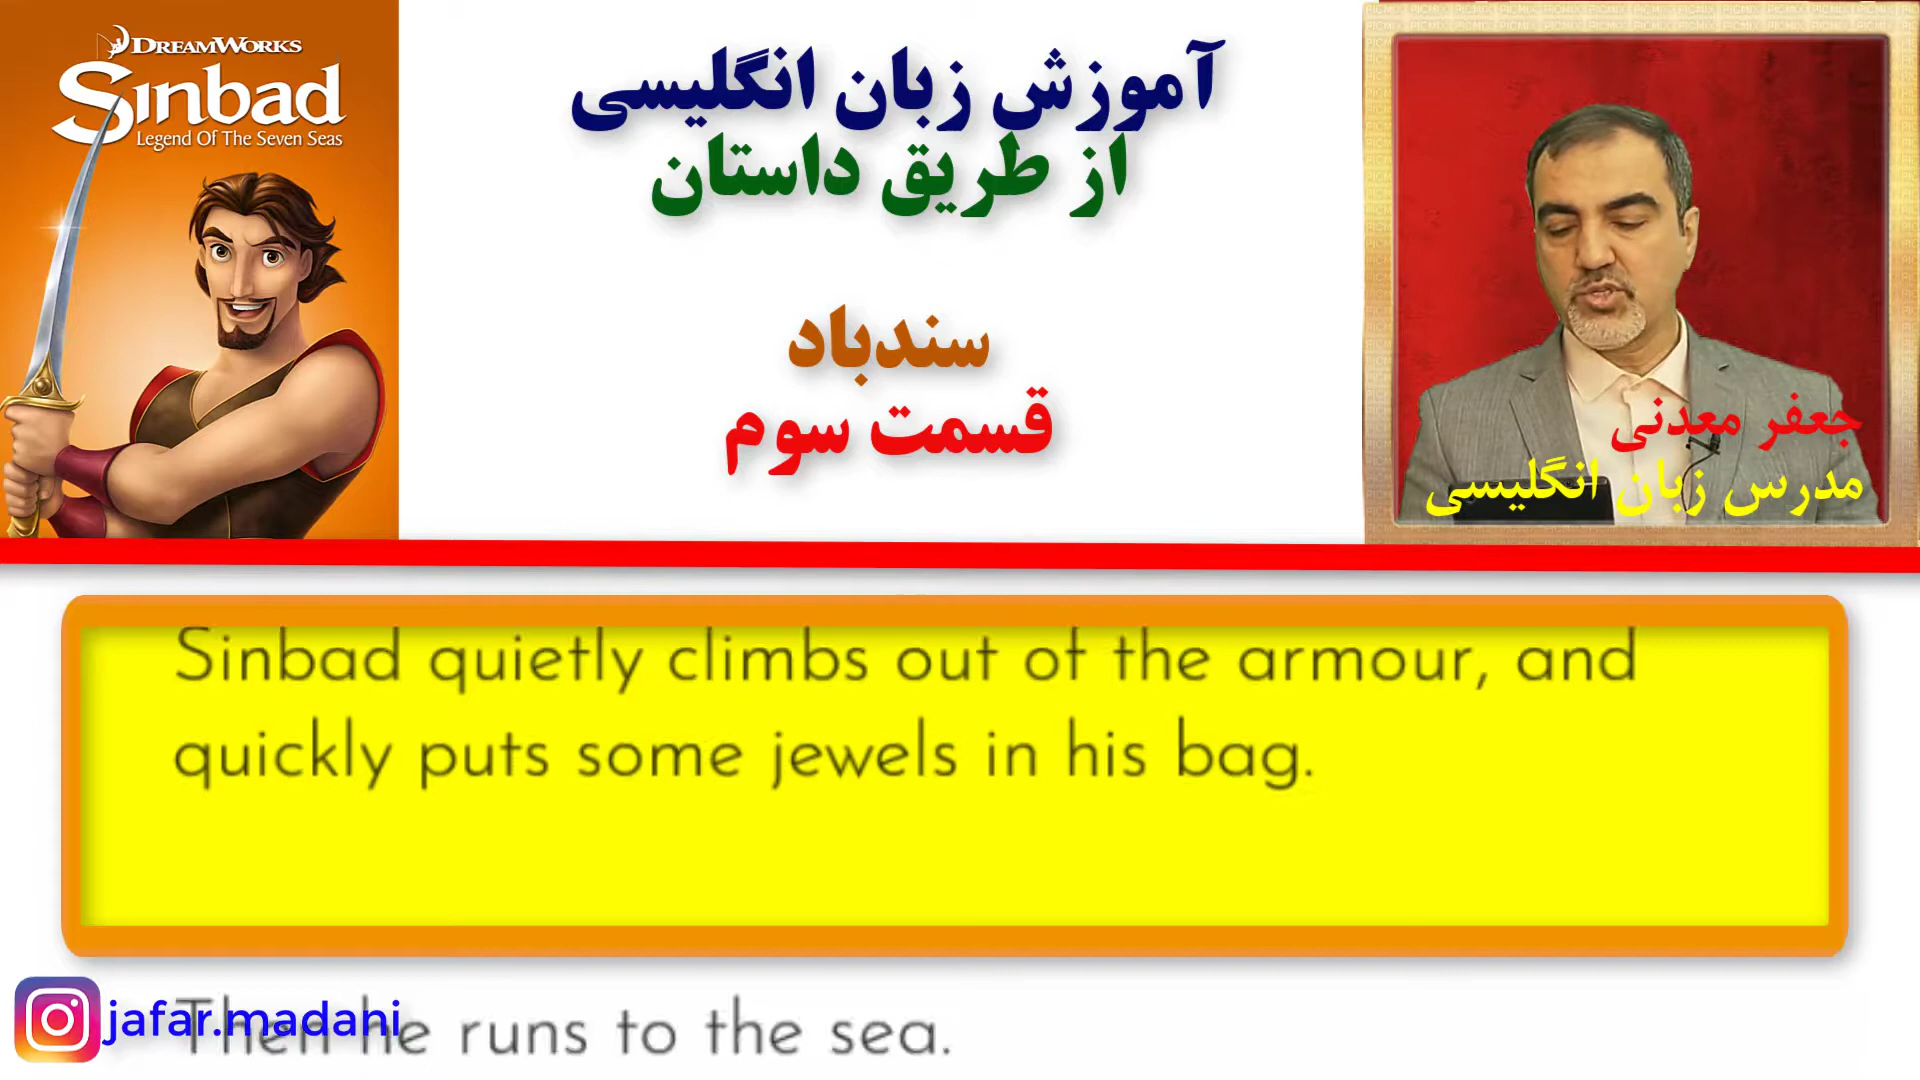 DREAMWORKS
Sinbad
Legend Of The Seven Seas
آموزش زبان انگلیسی
از طریق داستان
سندباد
قسمت سوم
جعفر معدنی
مدرس زبان انگلیسی
Sinbad quietly climbs out of the armour, and
quickly puts some jewels in his bag.
jafar.madani
Then he runs to the sea.